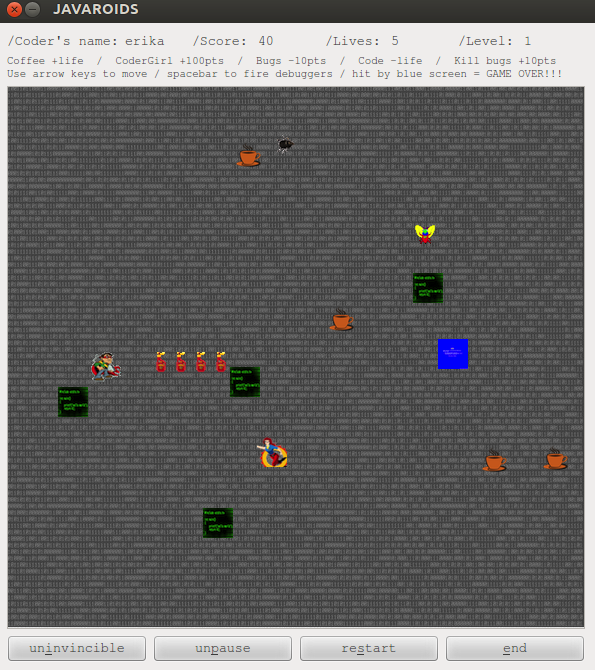 JAVAROIDS
/Coder's name: erika /Score: 40 /Lives: 5 /Level: 1
Coffee +life / CoderGirl +100pts / Bugs -10pts / Code -life / Kill bugs +10pts
Use arrow keys to move / spacebar to fire debuggers / hit by blue screen = GAME OVER!!!
uninvincible unpause restart end